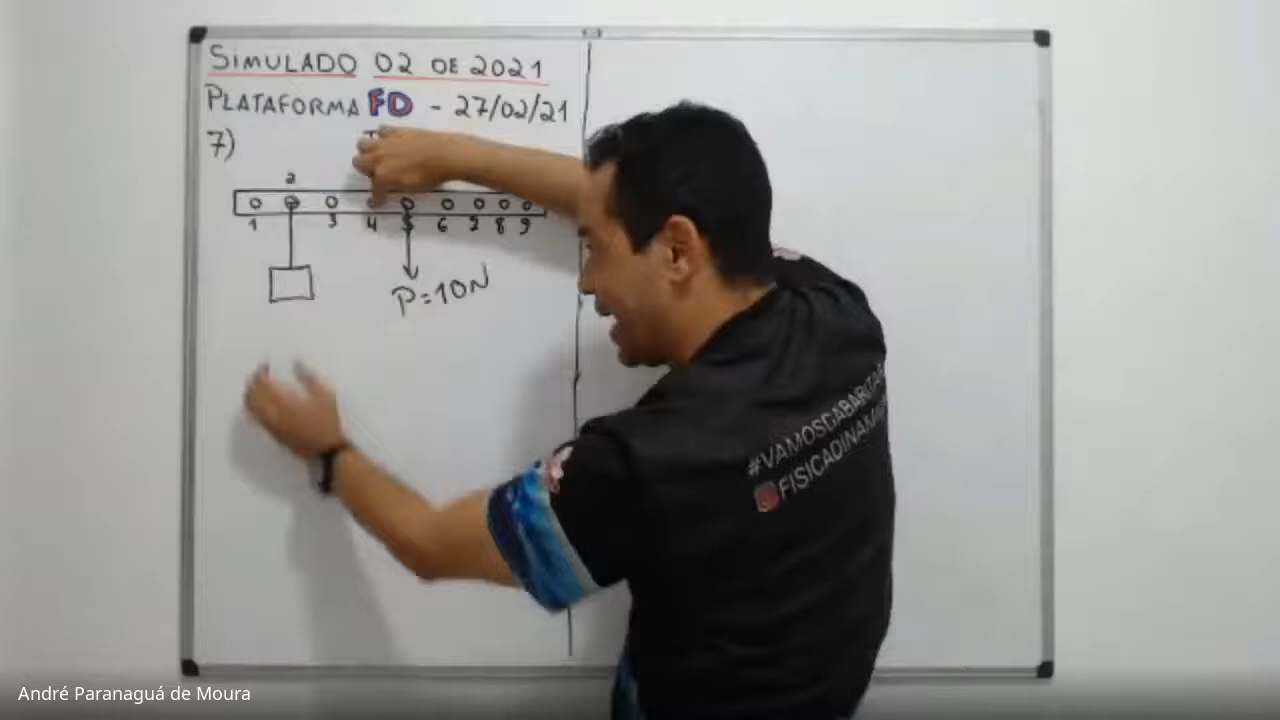 SIMULADO 02 DE 2021
PLATAFORMA FD - 27/02/21
7)
2
1 3 4 5 6 7 8 9
P=10N
#VAMOSGABARITAR
FISICADINAMI
André Paranaguá de Moura